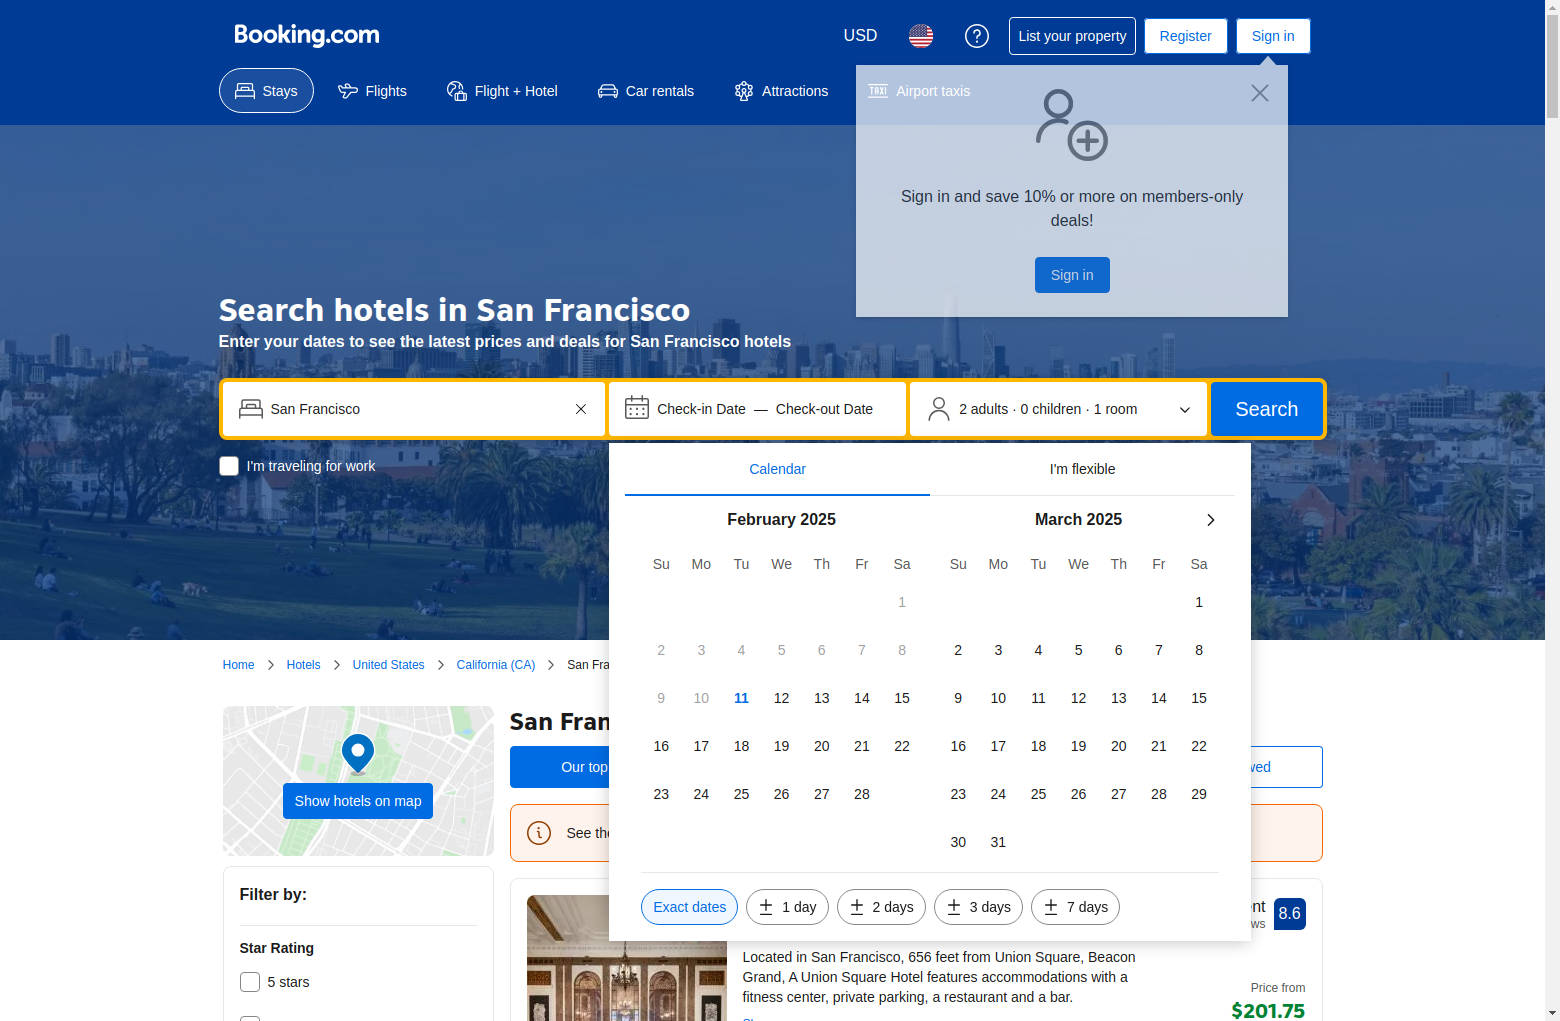 Booking.com
USD
List your property
Register
Sign in
Stays
Flights
Flight + Hotel
Car rentals
Attractions
Airport taxis
Sign in and save 10% or more on members-only
deals!
Sign in
Search hotels in San Francisco
Enter your dates to see the latest prices and deals for San Francisco hotels
San Francisco
Check-in Date — Check-out Date
2 adults · 0 children · 1 room
Search
I'm traveling for work
Calendar
I'm flexible
February 2025
Su Mo Tu We Th Fr Sa
1
2 3 4 5 6 7 8
9 10 11 12 13 14 15
16 17 18 19 20 21 22
23 24 25 26 27 28
March 2025
Su Mo Tu We Th Fr Sa
1
2 3 4 5 6 7 8
9 10 11 12 13 14 15
16 17 18 19 20 21 22
23 24 25 26 27 28 29
30 31
Exact dates
± 1 day
± 2 days
± 3 days
± 7 days
Home
Hotels
United States
California (CA)
San Fra
Show hotels on map
Filter by:
Star Rating
5 stars
San Fran
Our top
See the
8.6
Located in San Francisco, 656 feet from Union Square, Beacon
Grand, A Union Square Hotel features accommodations with a
fitness center, private parking, a restaurant and a bar.
Price from
$201.75